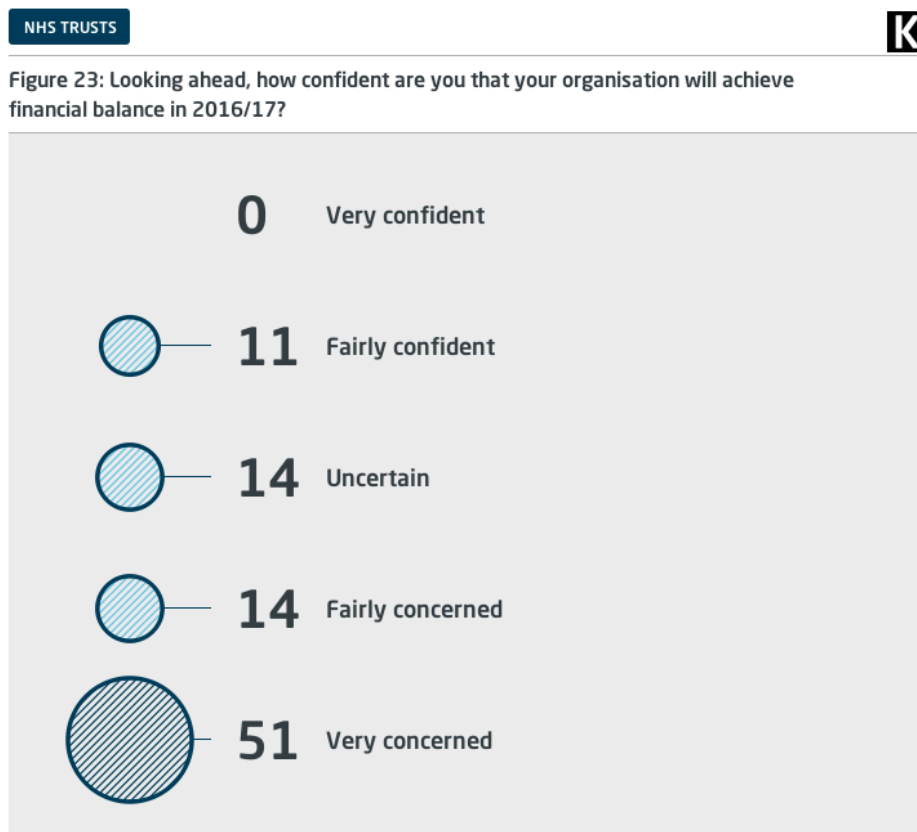 NHS TRUSTS
K
Figure 23: Looking ahead, how confident are you that your organisation will achieve
financial balance in 2016/17?
0 Very confident
11 Fairly confident
14 Uncertain
14 Fairly concerned
51 Very concerned